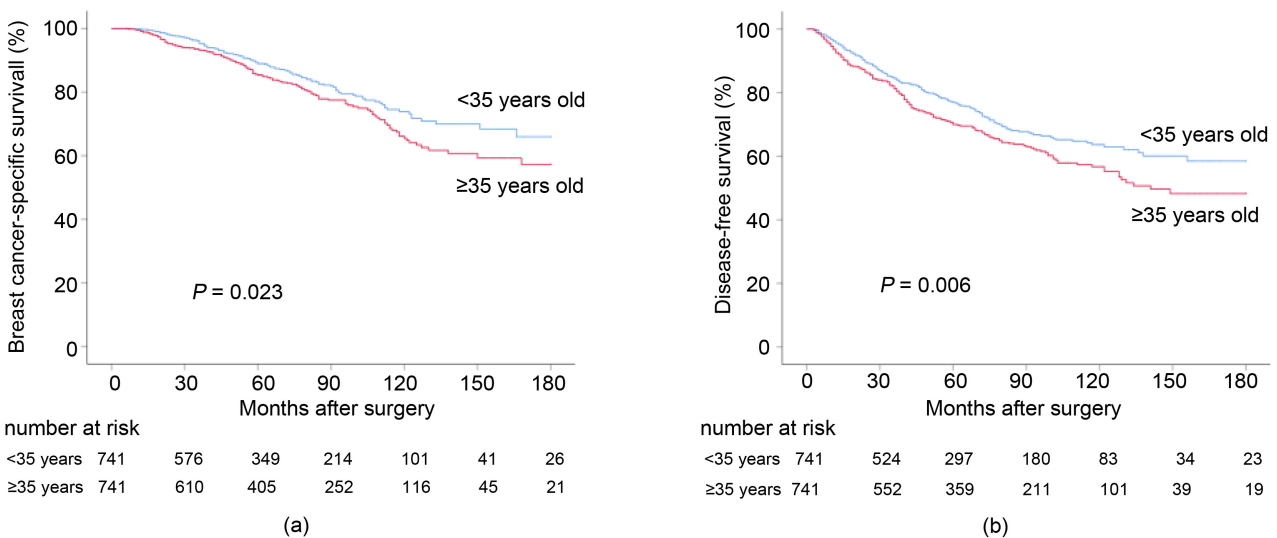 Breast cancer-specific survivall (%)
100
80
60
40
20
0
<35 years old
≥35 years old
P = 0.023
0 30 60 90 120 150 180
Months after surgery
number at risk
<35 years 741 576 349 214 101 41 26
≥35 years 741 610 405 252 116 45 21
(a)
Disease-free survival (%)
100
80
60
40
20
0
<35 years old
≥35 years old
P = 0.006
0 30 60 90 120 150 180
Months after surgery
number at risk
<35 years 741 524 297 180 83 34 23
≥35 years 741 552 359 211 101 39 19
(b)